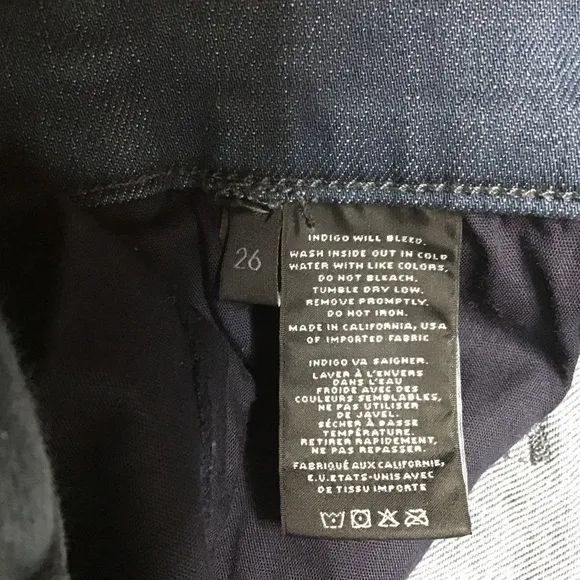 26
INDIGO WILL BLEED.
WASH INSIDE OUT IN COLD
WATER WITH LIKE COLORS.
DO NOT BLEACH.
TUMBLE DRY LOW.
REMOVE PROMPTLY.
DO NOT IRON.
MADE IN CALIFORNIA, USA
OF IMPORTED FABRIC
INDIGO VA SAIGNER.
LAVER À L'ENVERS
DANS L'EAU
FROIDE AVEC DES
COULEURS SEMBLABLES,
NE PAS UTILISER
DE JAVEL.
SÉCHER À BASSE
TEMPÉRATURE.
RETIRER RAPIDEMENT,
NE PAS REPASSER.
FABRIQUÉ AUX CALIFORNIE,
E.U.ETATS-UNIS AVEC
DE TISSU IMPORTE